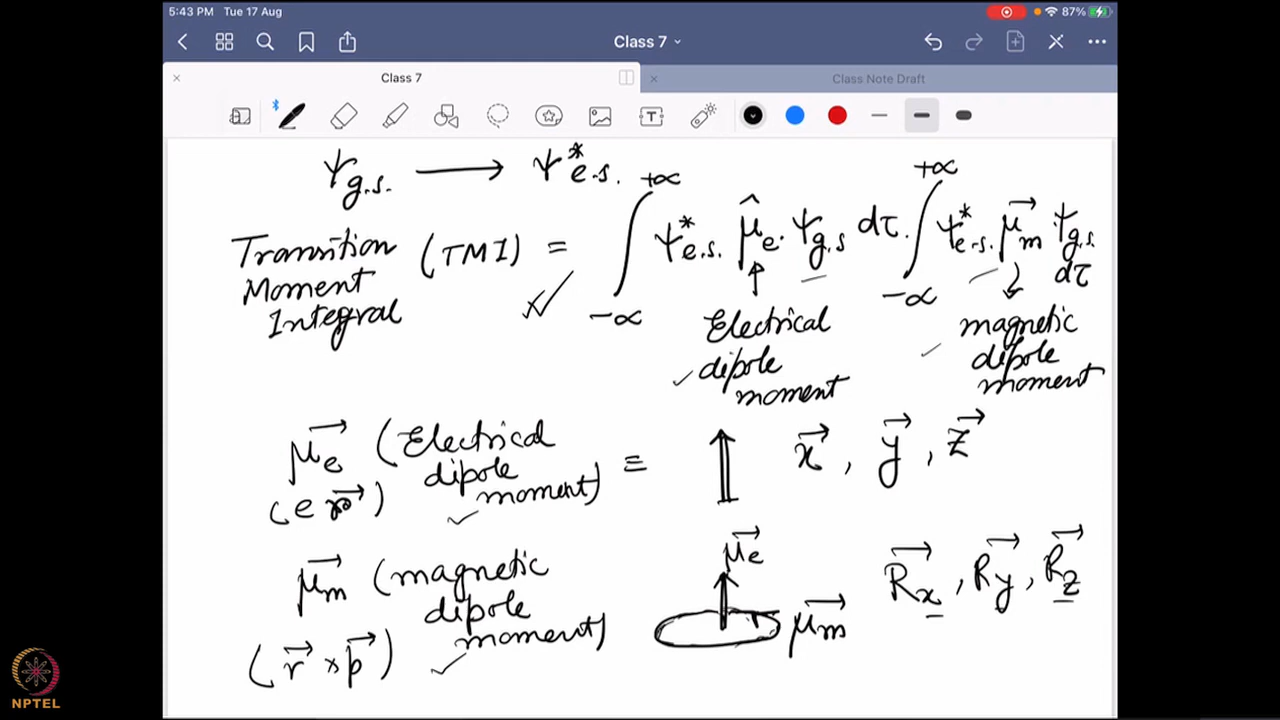 5:43 PM Tue 17 Aug
87%
Class 7
Class 7
Class Note Draft
ψg.s. ⟶ ψ*e.s.
Transition Moment Integral (TMI) = ∫ −∝ +∝ ψ*e.s. μ̂e. ψg.s dτ. ∫ −∝ +∝ ψ*e.s. μ⃗m. ψg.s. dτ
Electrical dipole moment
magnetic dipole moment
μ⃗e (Electrical dipole moment) ≡ x⃗, y⃗, z⃗
(e r⃗)
μ⃗e
μ⃗m (magnetic dipole moment) μ⃗m R⃗x, R⃗y, R⃗z
(r⃗ × p⃗)
NPTEL